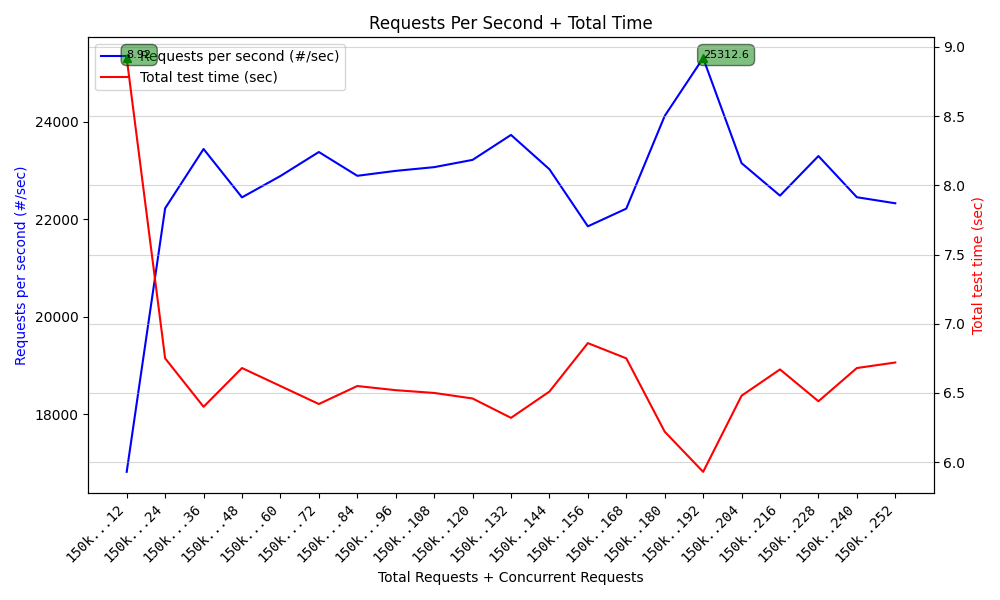 Requests Per Second + Total Time
8.92
Requests per second (#/sec)
Total test time (sec)
25312.6
24000
22000
20000
18000
Requests per second (#/sec)
9.0
8.5
8.0
7.5
7.0
6.5
6.0
Total test time (sec)
150k...12
150k...24
150k...36
150k...48
150k...60
150k...72
150k...84
150k...96
150k..108
150k..120
150k..132
150k..144
150k..156
150k..168
150k..180
150k..192
150k..204
150k..216
150k..228
150k..240
150k..252
Total Requests + Concurrent Requests